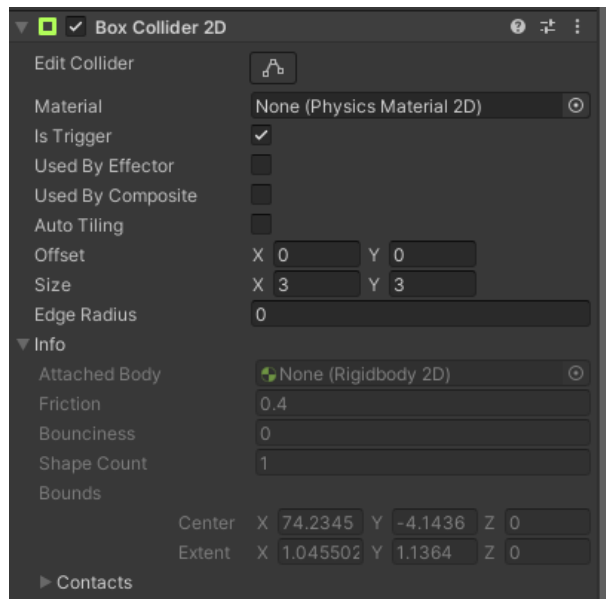 Box Collider 2D
Edit Collider
Material None (Physics Material 2D)
Is Trigger
Used By Effector
Used By Composite
Auto Tiling
Offset X 0 Y 0
Size X 3 Y 3
Edge Radius 0
Info
Attached Body None (Rigidbody 2D)
Friction 0.4
Bounciness 0
Shape Count 1
Bounds
Center X 74.2345 Y -4.1436 Z 0
Extent X 1.045502 Y 1.1364 Z 0
Contacts